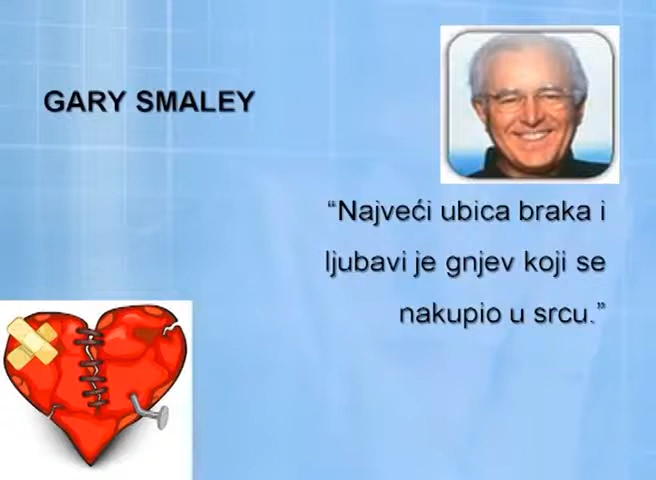 GARY SMALEY
“Najveći ubica braka i
ljubavi je gnjev koji se
nakupio u srcu.”